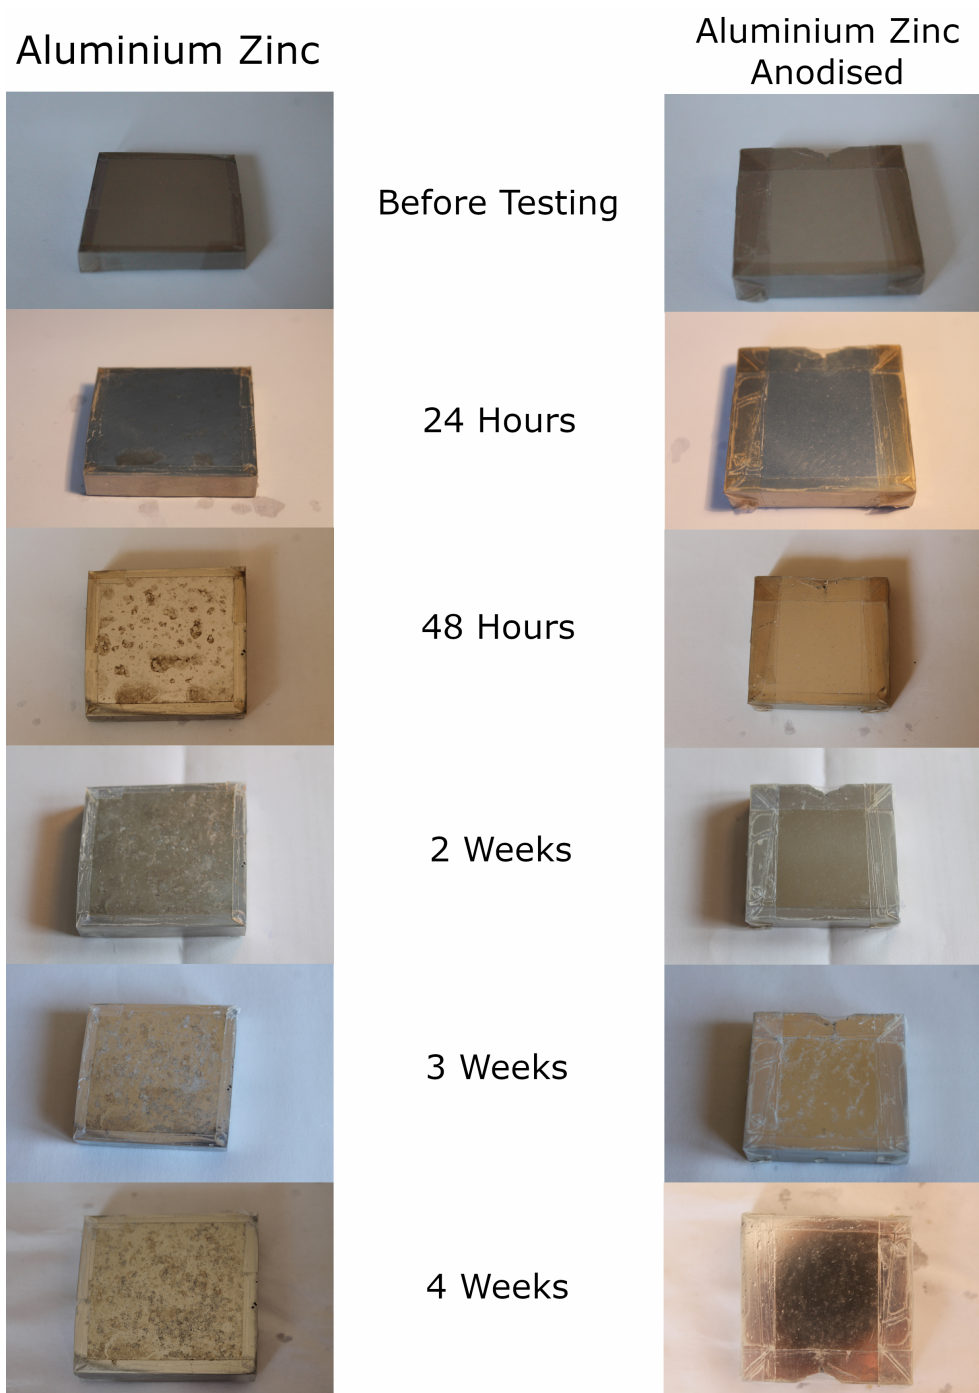 Aluminium Zinc
Aluminium Zinc
Anodised
Before Testing
24 Hours
48 Hours
2 Weeks
3 Weeks
4 Weeks